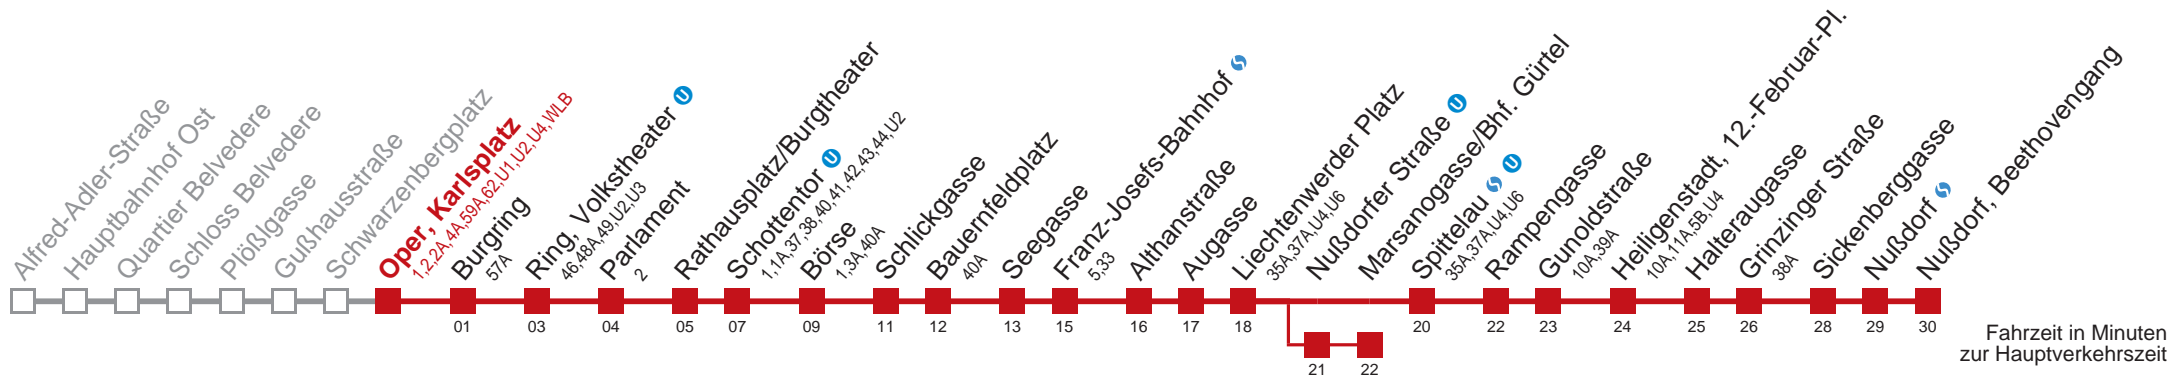 Alfred-Adler-Straße
Hauptbahnhof Ost
Quartier Belvedere
Schloss Belvedere
Plößlgasse
Gußhausstraße
Schwarzenbergplatz
Oper, Karlsplatz
1,2,2A,4A,59A,62,U1,U2,U4,WLB
Burgring
57A
Ring, Volkstheater U
46,48A,49,U2,U3
Parlament
2
Rathausplatz/Burgtheater
Schottentor U
1,1A,37,38,40,41,42,43,44,U2
Börse
1,3A,40A
Schlickgasse
Bauernfeldplatz
40A
Seegasse
Franz-Josefs-Bahnhof S
5,33
Althanstraße
Augasse
Liechtenwerder Platz
35A,37A,U4,U6
Nußdorfer Straße U
Marsanogasse/Bhf. Gürtel
Spittelau S U
35A,37A,U4,U6
Rampengasse
Gunoldstraße
10A,39A
Heiligenstadt, 12.-Februar-Pl.
10A,11A,5B,U4
Halteraugasse
Grinzinger Straße
38A
Sickenberggasse
Nußdorf S
Nußdorf, Beethovengang
01 03 04 05 07 09 11 12 13 15 16 17 18 20 22 23 24 25 26 28 29 30
21 22
Fahrzeit in Minuten
zur Hauptverkehrszeit